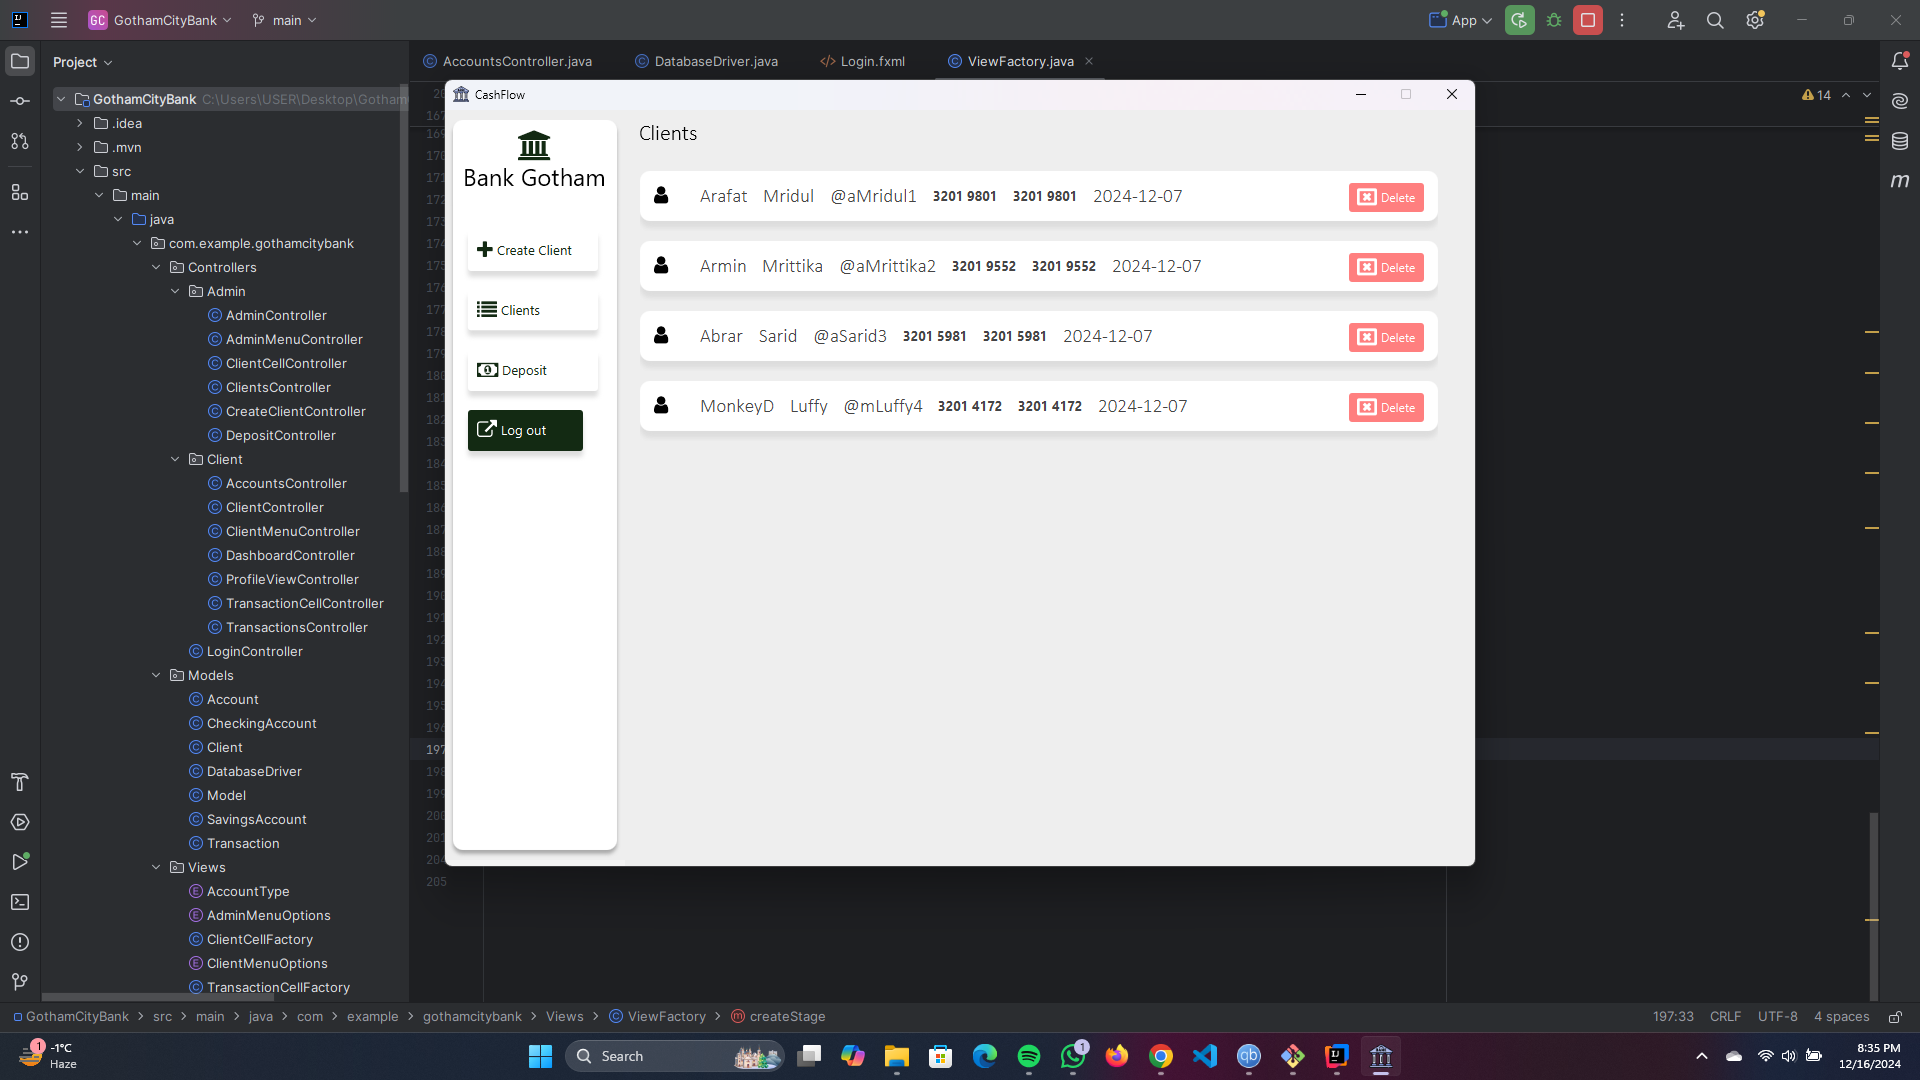 GC GothamCityBank main
App
Project
AccountsController.java DatabaseDriver.java Login.fxml ViewFactory.java
GothamCityBank C:\Users\USER\Desktop\Gotham
.idea
.mvn
src
main
java
com.example.gothamcitybank
Controllers
Admin
AdminController
AdminMenuController
ClientCellController
ClientsController
CreateClientController
DepositController
Client
AccountsController
ClientController
ClientMenuController
DashboardController
ProfileViewController
TransactionCellController
TransactionsController
LoginController
Models
Account
CheckingAccount
Client
DatabaseDriver
Model
SavingsAccount
Transaction
Views
AccountType
AdminMenuOptions
ClientCellFactory
ClientMenuOptions
TransactionCellFactory
14
197
205
CashFlow
Bank Gotham
Create Client
Clients
Deposit
Log out
Clients
Arafat Mridul @aMridul1 3201 9801 3201 9801 2024-12-07 Delete
Armin Mrittika @aMrittika2 3201 9552 3201 9552 2024-12-07 Delete
Abrar Sarid @aSarid3 3201 5981 3201 5981 2024-12-07 Delete
MonkeyD Luffy @mLuffy4 3201 4172 3201 4172 2024-12-07 Delete
GothamCityBank > src > main > java > com > example > gothamcitybank > Views > ViewFactory > createStage
197:33 CRLF UTF-8 4 spaces
1
-1°C
Haze
Search
1
8:35 PM
12/16/2024